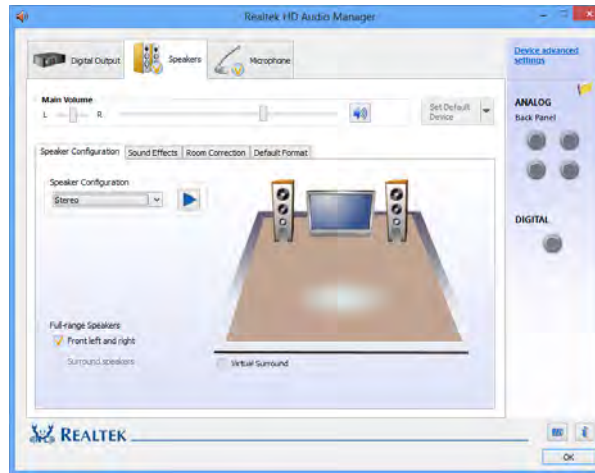 Realtek HD Audio Manager
Digital Output
Speakers
Microphone
Device advanced
settings
Main Volume
L
R
Set Default
Device
ANALOG
Back Panel
Speaker Configuration
Sound Effects
Room Correction
Default Format
Speaker Configuration
Stereo
DIGITAL
Full-range Speakers
Front left and right
Surround speakers
Virtual Surround
REALTEK
OK